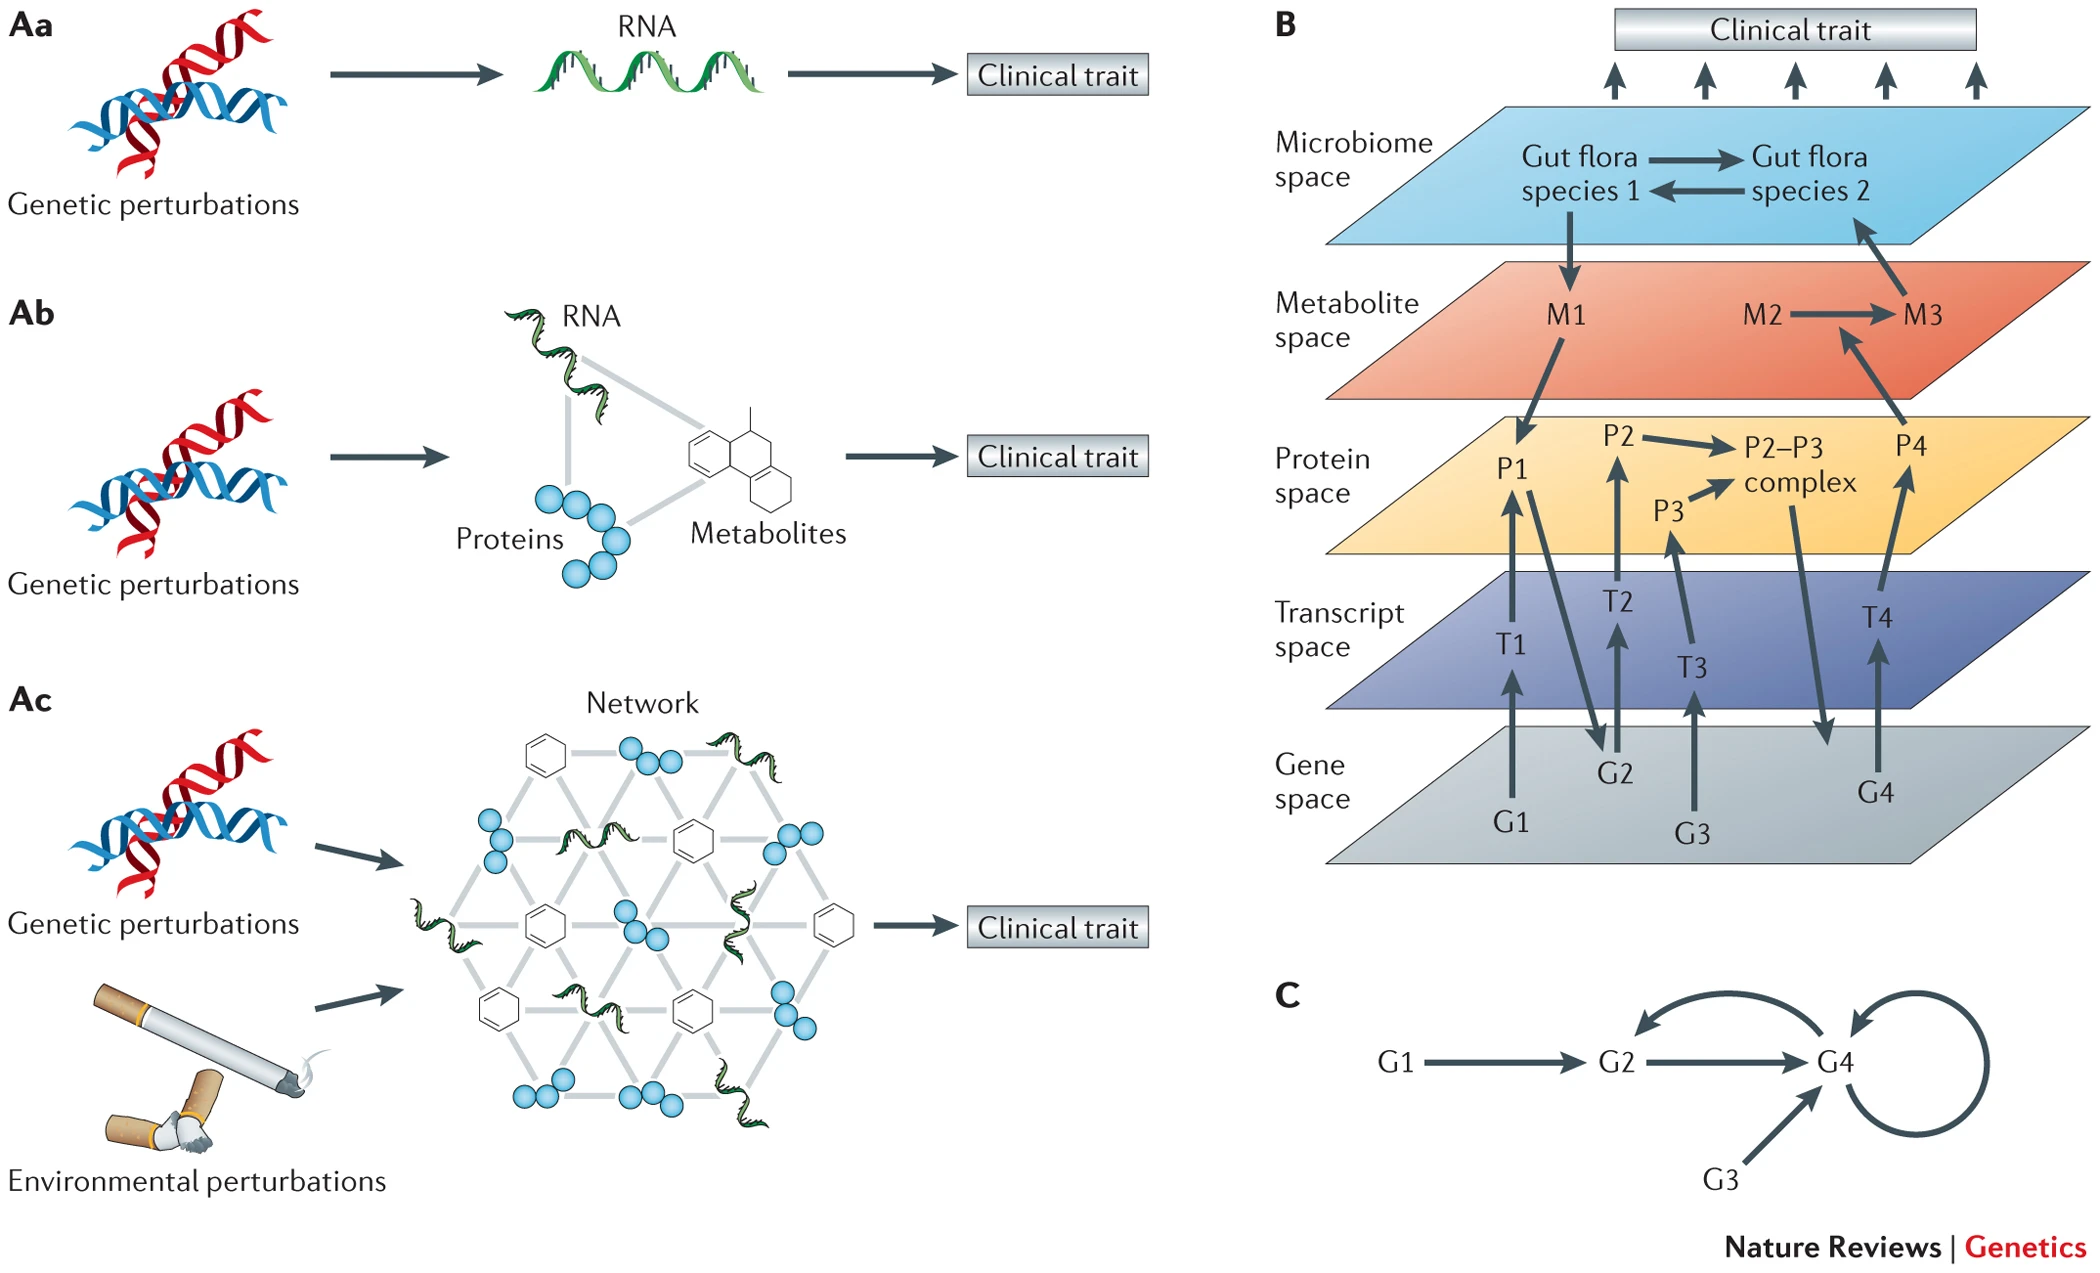 Aa
RNA
Clinical trait
Genetic perturbations
Ab
RNA
Clinical trait
Proteins
Metabolites
Genetic perturbations
Ac
Network
Genetic perturbations
Clinical trait
Environmental perturbations
B
Clinical trait
Microbiome
space
Gut flora
species 1
Gut flora
species 2
Metabolite
space
M1
M2
M3
Protein
space
P1
P2
P3
P2–P3
complex
P4
Transcript
space
T1
T2
T3
T4
Gene
space
G1
G2
G3
G4
C
G1
G2
G4
G3
Nature Reviews | Genetics